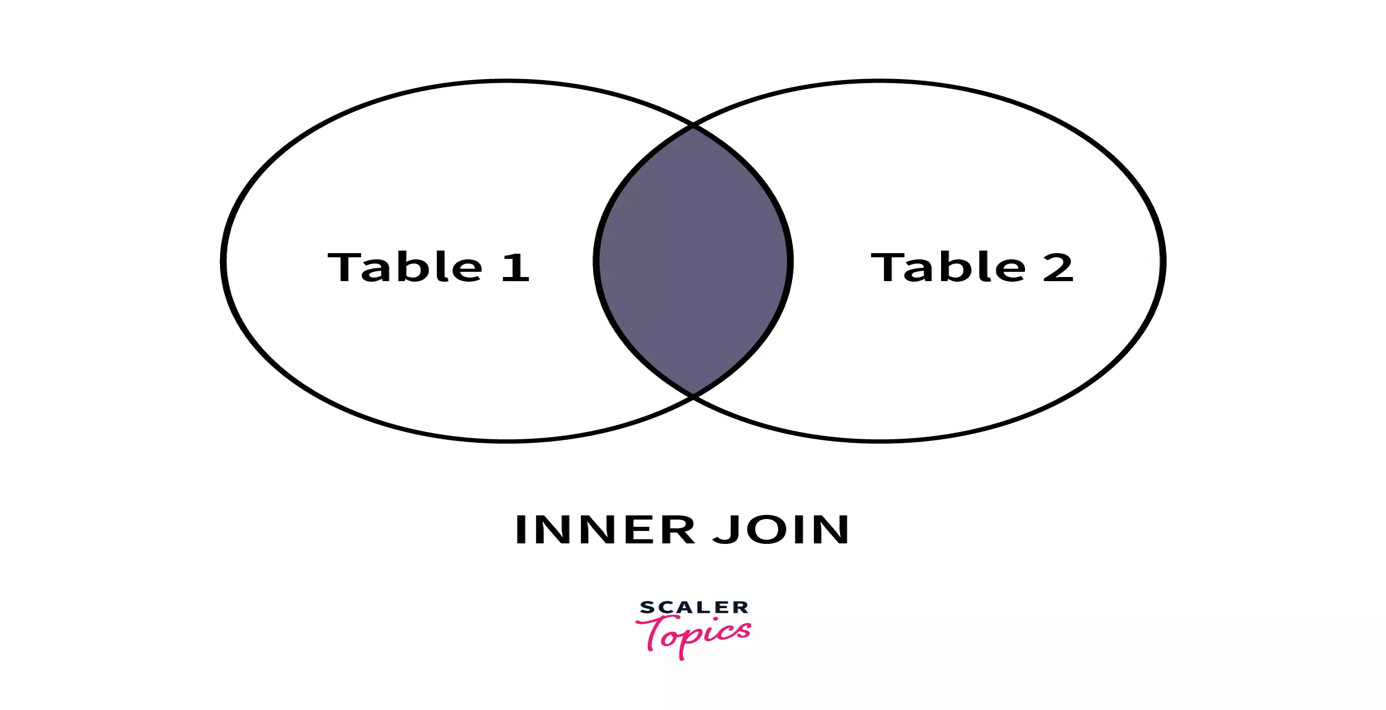 Table 1
Table 2
INNER JOIN
SCALER
Topics